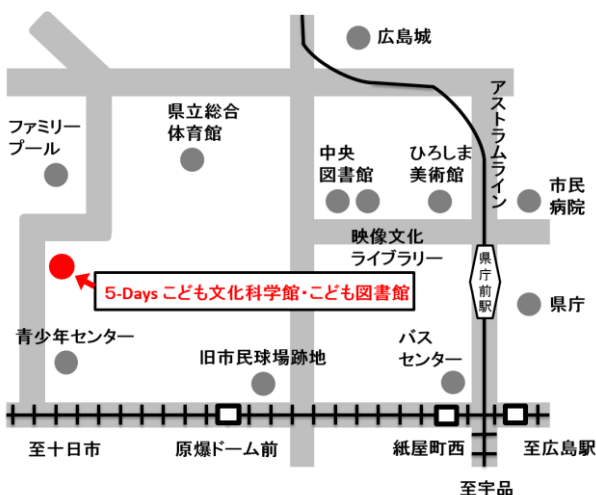 広島城
アストラムライン
県立総合
体育館
ファミリー
プール
中央
図書館
ひろしま
美術館
市民
病院
映像文化
ライブラリー
県庁前駅
5-Days こども文化科学館・こども図書館
県庁
青少年センター
旧市民球場跡地
バス
センター
至十日市
原爆ドーム前
紙屋町西
至広島駅
至宇品